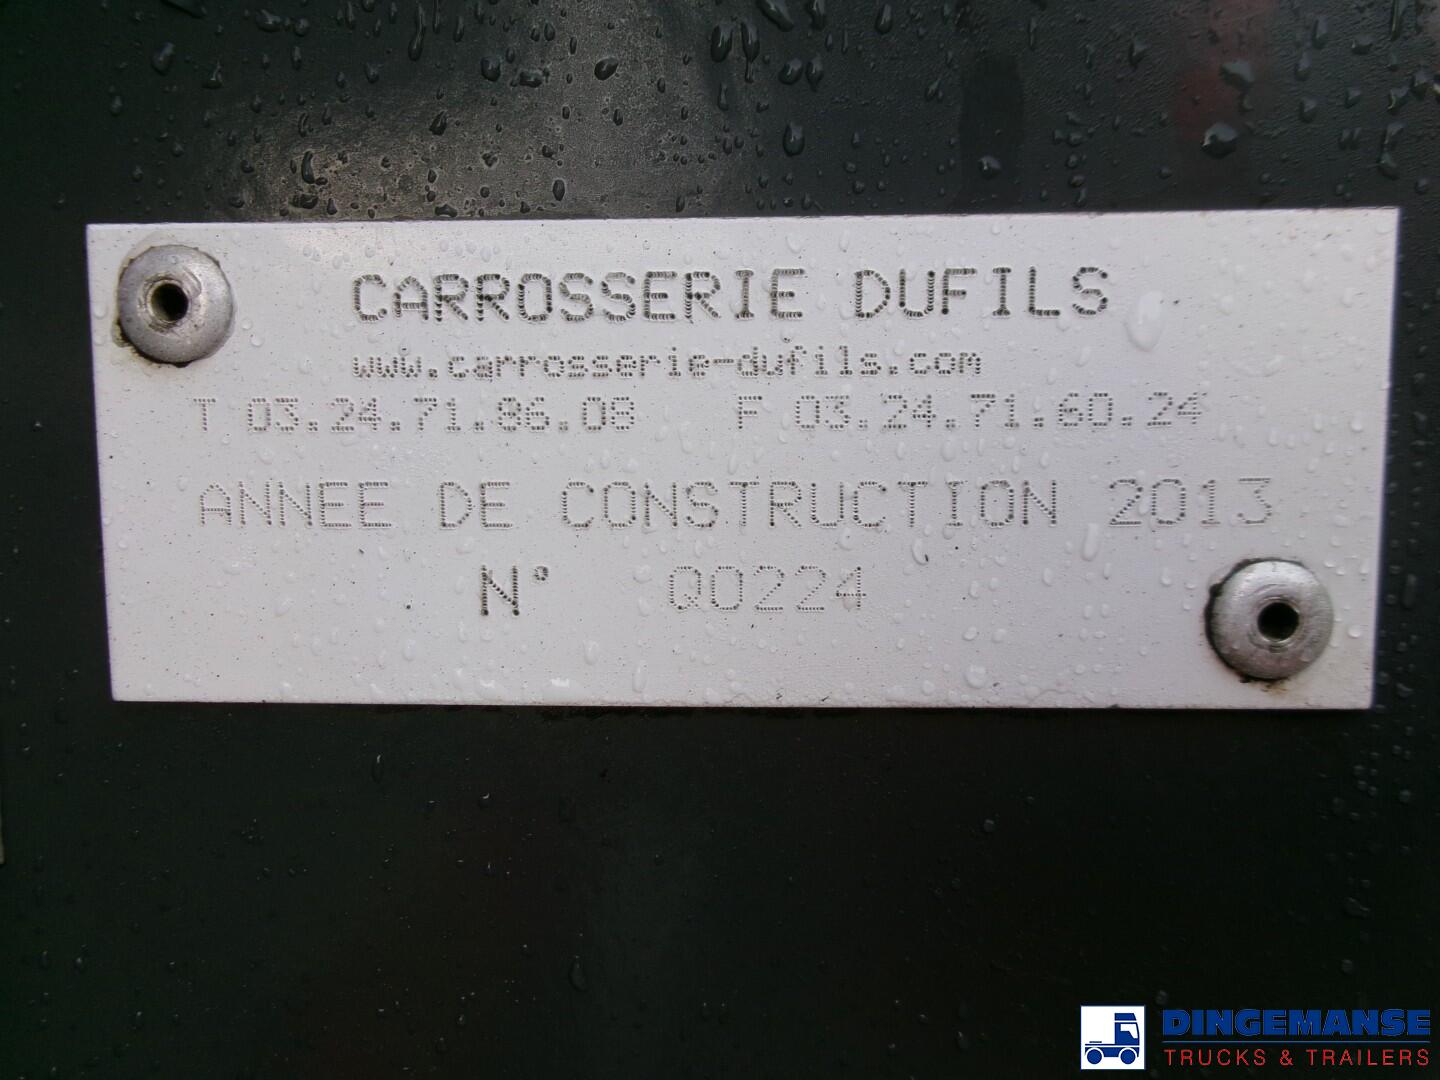 CARROSSERIE DUFILS
www.carrosserie-dufils.com
T 03.24.71.86.08 F 03.24.71.60.24
ANNEE DE CONSTRUCTION 2013
N° Q0224
DINGEMANSE
TRUCKS & TRAILERS